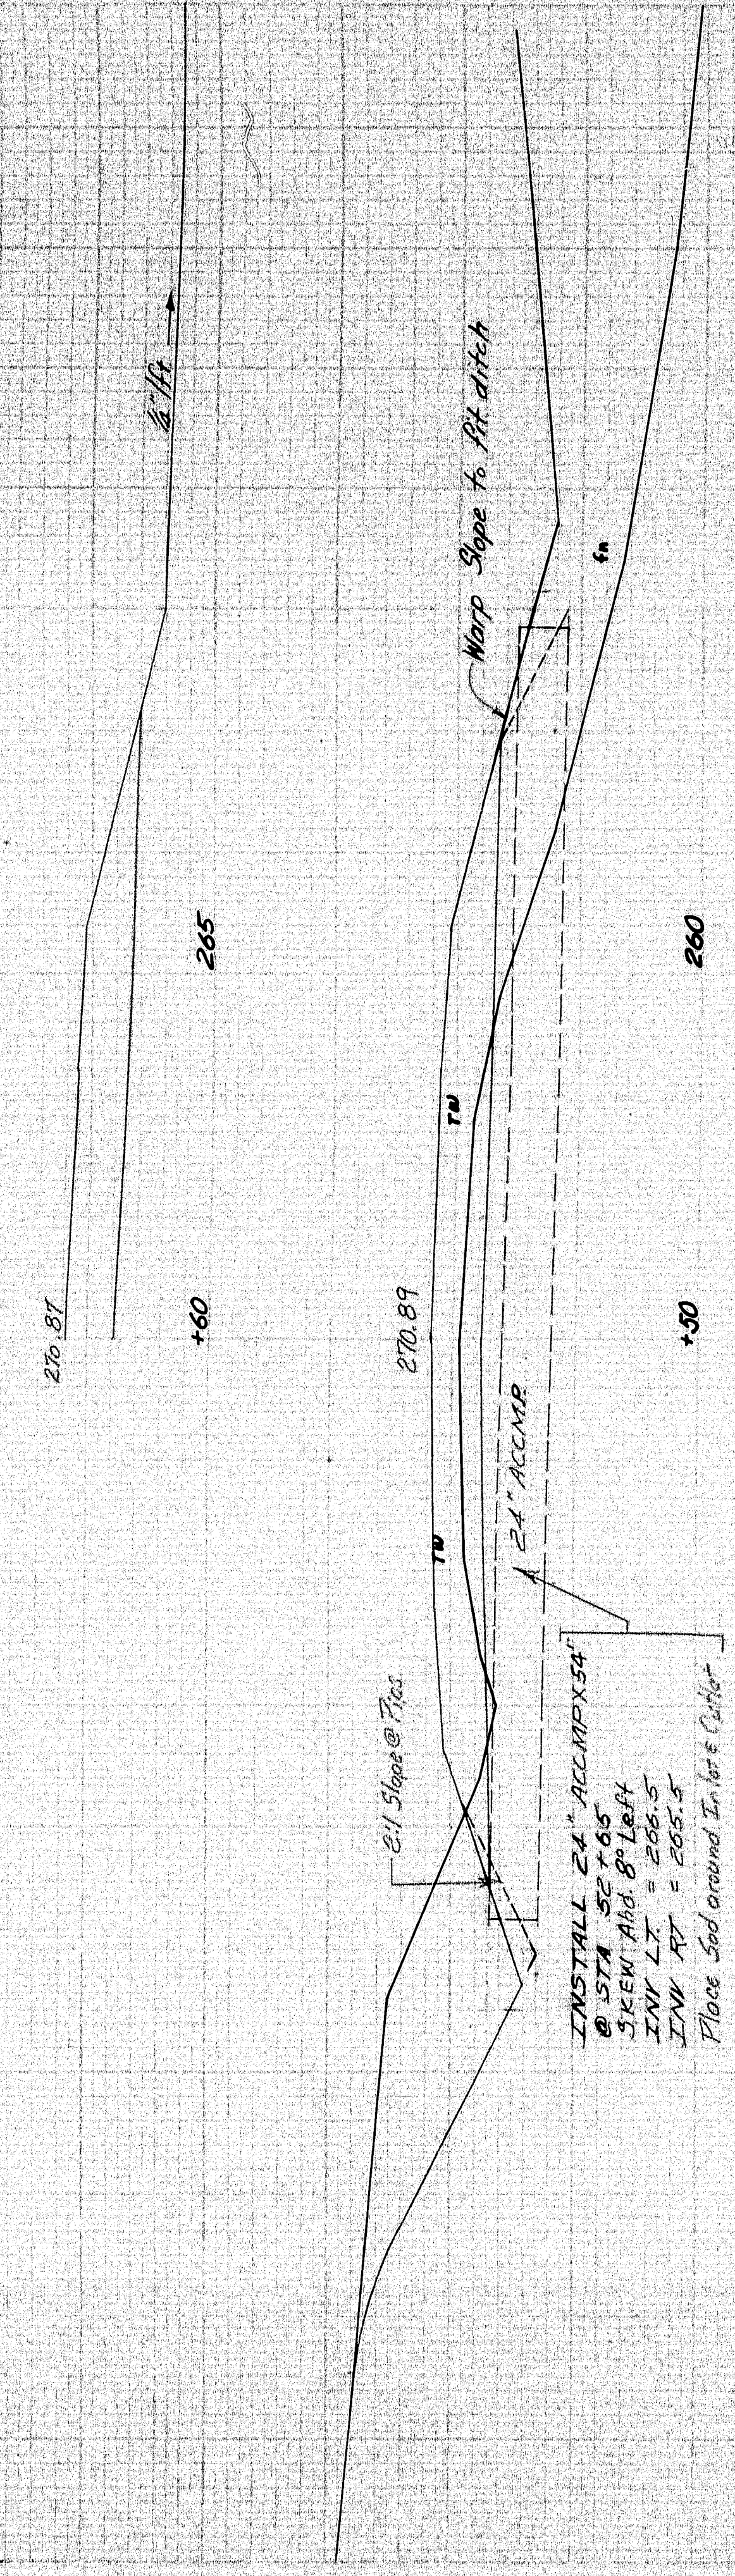 270.87
1/4"/ft
265
+60
Warp Slope to fit ditch
270.89
TW
TW
2:1 Slope @ Pipes
24" ACCMP
260
+50
INSTALL 24" ACCMP X 54'
@ STA 52+65
SKEW Ahd. 8° Left
INV LT = 266.5
INV RT = 265.5
Place Sod around Inlet & Outlet